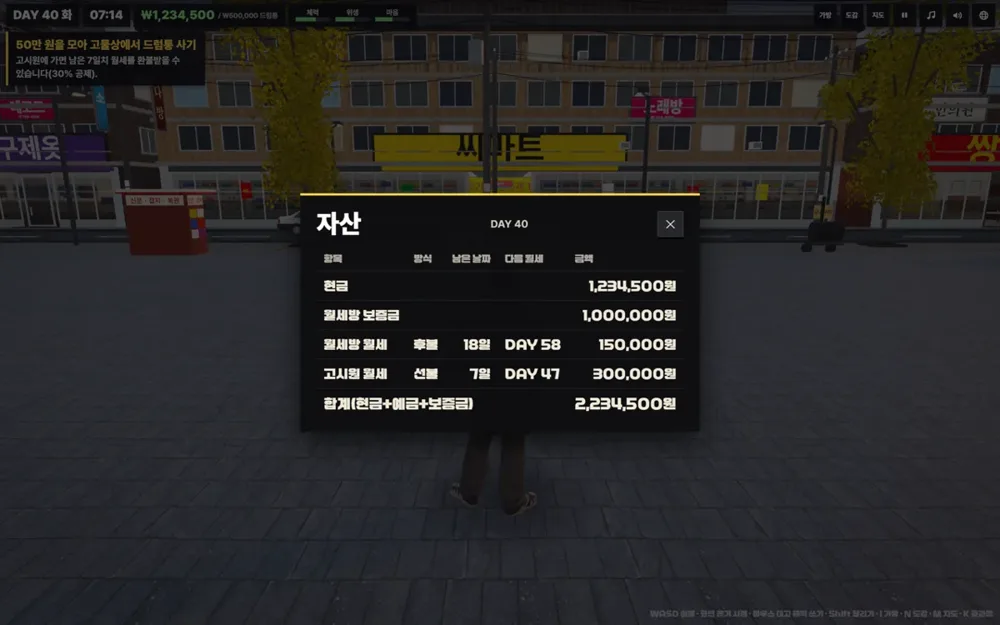 DAY 40 화 07:14 ₩1,234,500 / ₩500,000 드럼통 체력 위생 마음 가방 도감 지도
50만 원을 모아 고물상에서 드럼통 사기
고시원에 가면 남은 7일치 월세를 환불받을 수
있습니다(30% 공제).
노래방
구제옷
씨마트
자산 DAY 40
항목 방식 남은 날짜 다음 월세 금액
현금 1,234,500원
월세방 보증금 1,000,000원
월세방 월세 후불 18일 DAY 58 150,000원
고시원 월세 선불 7일 DAY 47 300,000원
합계(현금+예금+보증금) 2,234,500원